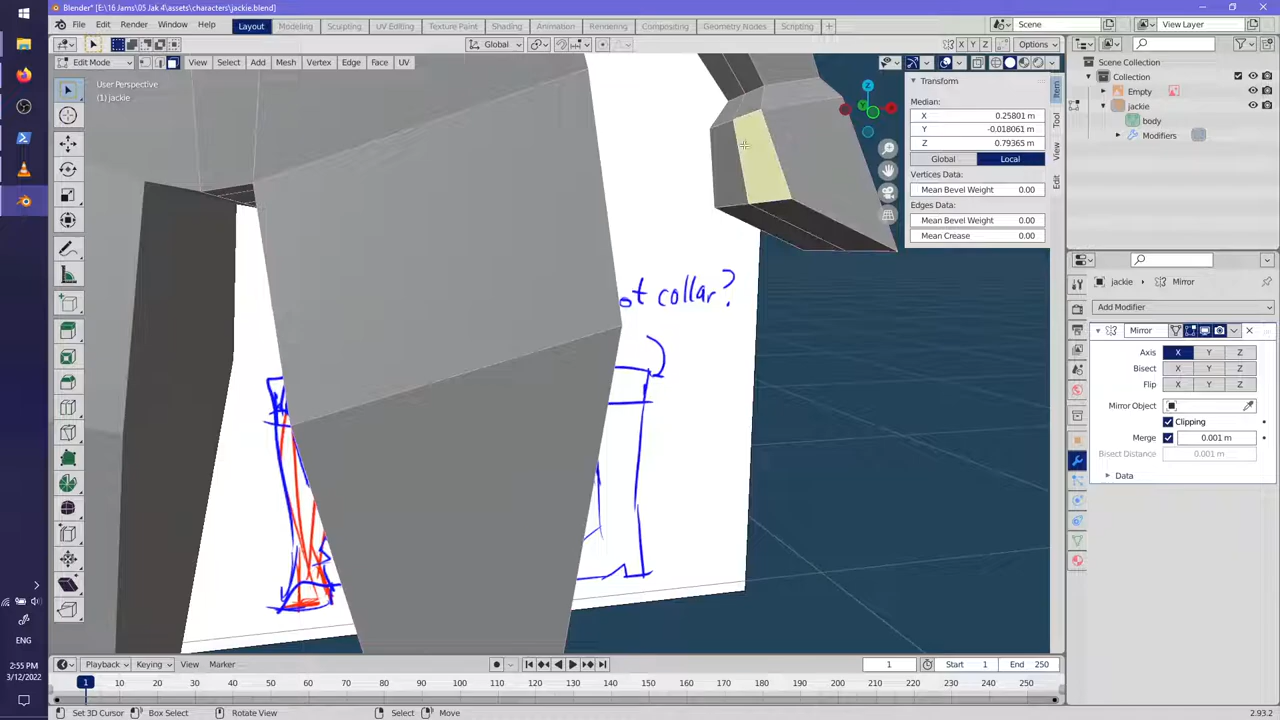 Blender* [E:\16 Jams\05 Jak 4\assets\characters\jackie.blend]
File Edit Render Window Help
Layout Modeling Sculpting UV Editing Texture Paint Shading Animation Rendering Compositing Geometry Nodes Scripting +
Scene
View Layer
Global
X Y Z
Options
Edit Mode
View Select Add Mesh Vertex Edge Face UV
User Perspective
(1) jackie
Transform
Median:
X 0.25801 m
Y -0.018061 m
Z 0.79365 m
Global Local
Vertices Data:
Mean Bevel Weight 0.00
Edges Data:
Mean Bevel Weight 0.00
Mean Crease 0.00
Item
Tool
View
Edit
Z
Y
ot collar?
Scene Collection
Collection
Empty
jackie
body
Modifiers
jackie > Mirror
Add Modifier
Mirror
Axis X Y Z
Bisect X Y Z
Flip X Y Z
Mirror Object
Clipping
Merge 0.001 m
Bisect Distance 0.001 m
Data
Playback Keying View Marker
1
Start 1
End 250
1 10 20 30 40 50 60 70 80 90 100 110 120 130 140 150 160 170 180 190 200 210 220 230 240 250
Set 3D Cursor Box Select Rotate View Select Move
2.93.2
ENG
2:55 PM
3/12/2022